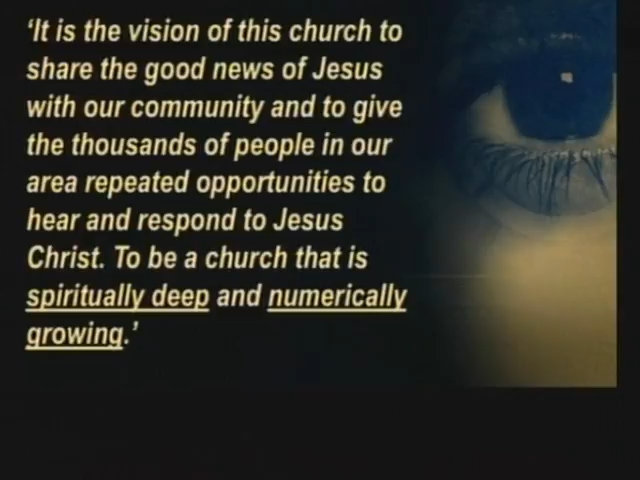 ‘It is the vision of this church to
share the good news of Jesus
with our community and to give
the thousands of people in our
area repeated opportunities to
hear and respond to Jesus
Christ. To be a church that is
spiritually deep and numerically
growing.’